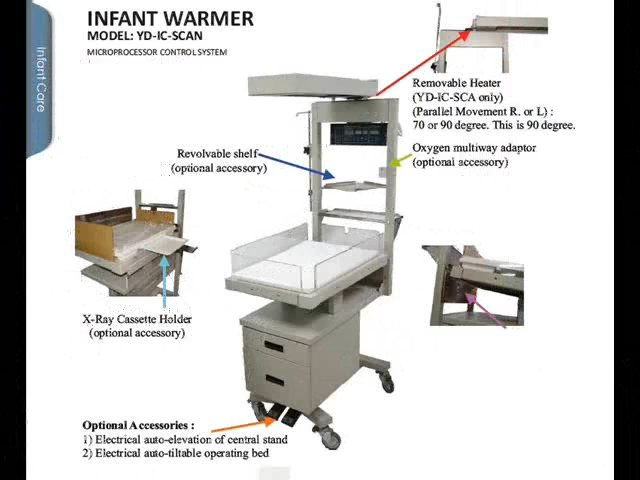 INFANT WARMER
MODEL: YD-IC-SCAN
MICROPROCESSOR CONTROL SYSTEM
Infant Care
Removable Heater
(YD-IC-SCA only)
(Parallel Movement R. or L) :
70 or 90 degree. This is 90 degree.
Oxygen multiway adaptor
(optional accessory)
Revolvable shelf
(optional accessory)
X-Ray Cassette Holder
(optional accessory)
Optional Accessories :
1) Electrical auto-elevation of central stand
2) Electrical auto-tiltable operating bed